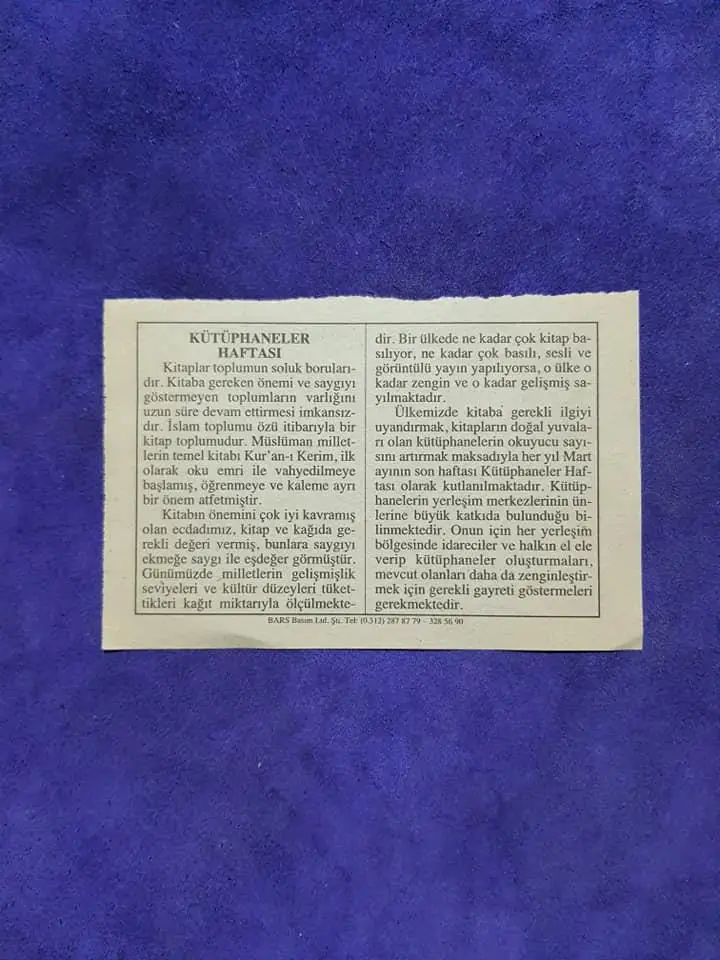 KÜTÜPHANELER
HAFTASI
Kitaplar toplumun soluk boruları-
dır. Kitaba gereken önemi ve saygıyı
göstermeyen toplumların varlığını
uzun süre devam ettirmesi imkansız-
dır. İslam toplumu özü itibarıyla bir
kitap toplumudur. Müslüman millet-
lerin temel kitabı Kur'an-ı Kerim, ilk
olarak oku emri ile vahyedilmeye
başlamış, öğrenmeye ve kaleme ayrı
bir önem atfetmiştir.
Kitabın önemini çok iyi kavramış
olan ecdadımız, kitap ve kağıda ge-
rekli değeri vermiş, bunlara saygıyı
ekmeğe saygı ile eşdeğer görmüştür.
Günümüzde milletlerin gelişmişlik
seviyeleri ve kültür düzeyleri tüket-
tikleri kağıt miktarıyla ölçülmekte-
dir. Bir ülkede ne kadar çok kitap ba-
sılıyor, ne kadar çok basılı, sesli ve
görüntülü yayın yapılıyorsa, o ülke o
kadar zengin ve o kadar gelişmiş sa-
yılmaktadır.
Ülkemizde kitaba gerekli ilgiyi
uyandırmak, kitapların doğal yuvala-
rı olan kütüphanelerin okuyucu sayı-
sını artırmak maksadıyla her yıl Mart
ayının son haftası Kütüphaneler Haf-
tası olarak kutlanılmaktadır. Kütüp-
hanelerin yerleşim merkezlerinin ün-
lerine büyük katkıda bulunduğu bi-
linmektedir. Onun için her yerleşim
bölgesinde idareciler ve halkın el ele
verip kütüphaneler oluşturmaları,
mevcut olanları daha da zenginleştir-
mek için gerekli gayreti göstermeleri
gerekmektedir.
BARS Basım Ltd. Şti. Tel: (0.312) 287 87 79 - 328 56 90